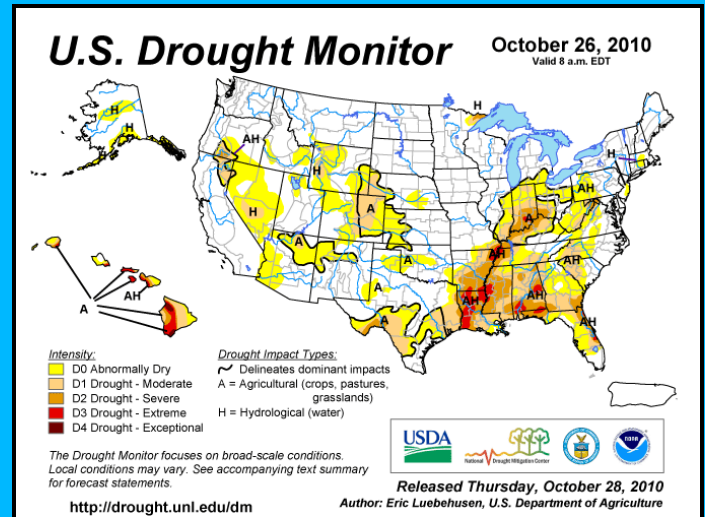 U.S. Drought Monitor
October 26, 2010
Valid 8 a.m. EDT
H
H
H
AH
H
H
A
A
A
A
A
H
H
AH
A
AH
AH
AH
AH
AH
A
AH
Intensity:
D0 Abnormally Dry
D1 Drought - Moderate
D2 Drought - Severe
D3 Drought - Extreme
D4 Drought - Exceptional
Drought Impact Types:
Delineates dominant impacts
A = Agricultural (crops, pastures,
grasslands)
H = Hydrological (water)
The Drought Monitor focuses on broad-scale conditions.
Local conditions may vary. See accompanying text summary
for forecast statements.
http://drought.unl.edu/dm
USDA
National Drought Mitigation Center
NOAA
Released Thursday, October 28, 2010
Author: Eric Luebehusen, U.S. Department of Agriculture